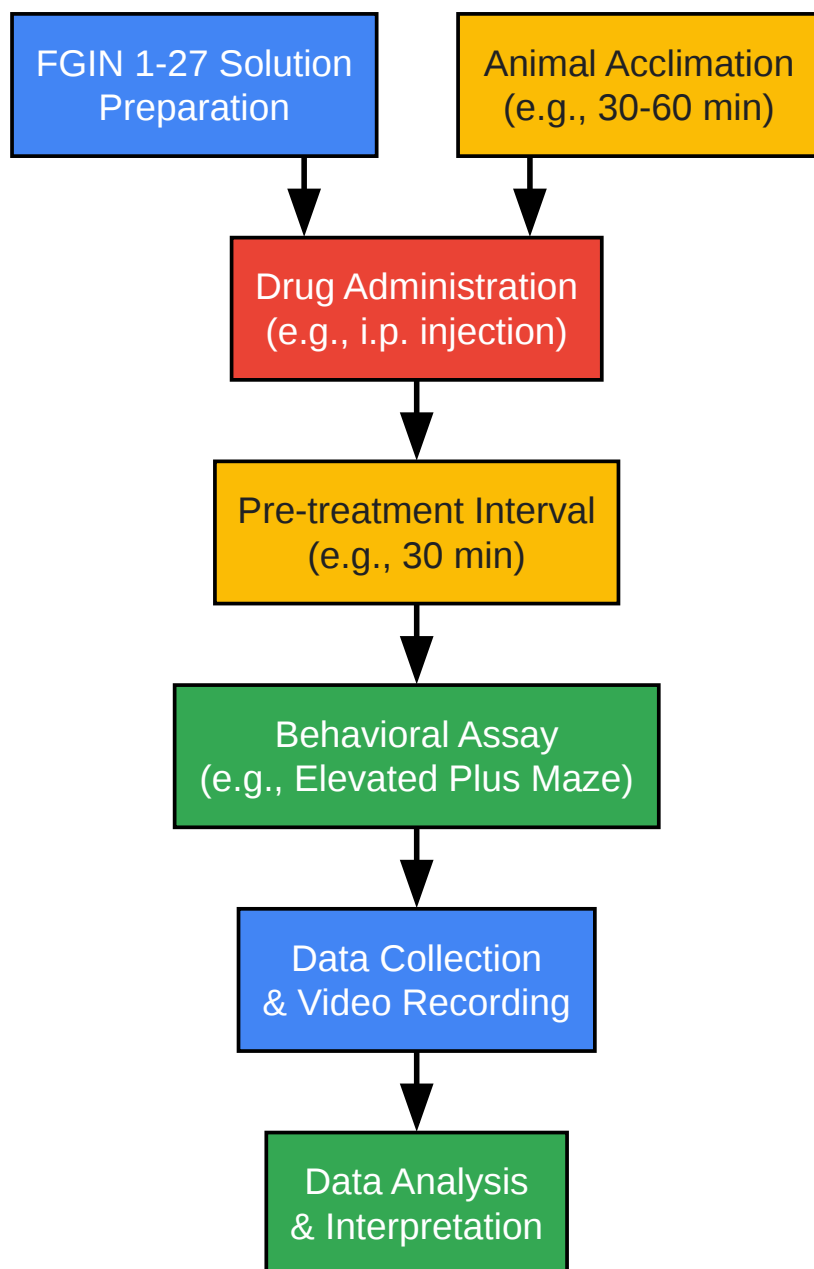 FGIN 1-27 Solution
Preparation
Animal Acclimation
(e.g., 30-60 min)
Drug Administration
(e.g., i.p. injection)
Pre-treatment Interval
(e.g., 30 min)
Behavioral Assay
(e.g., Elevated Plus Maze)
Data Collection
& Video Recording
Data Analysis
& Interpretation